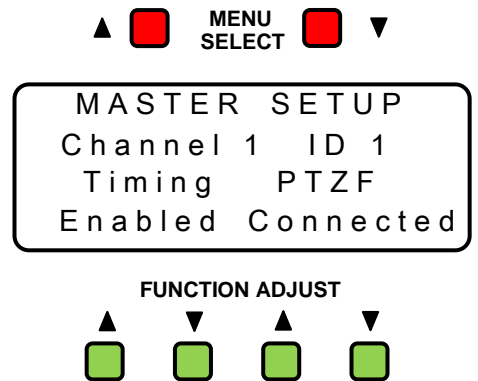 MENU
SELECT
MASTER SETUP
Channel 1 ID 1
Timing PTZF
Enabled Connected
FUNCTION ADJUST